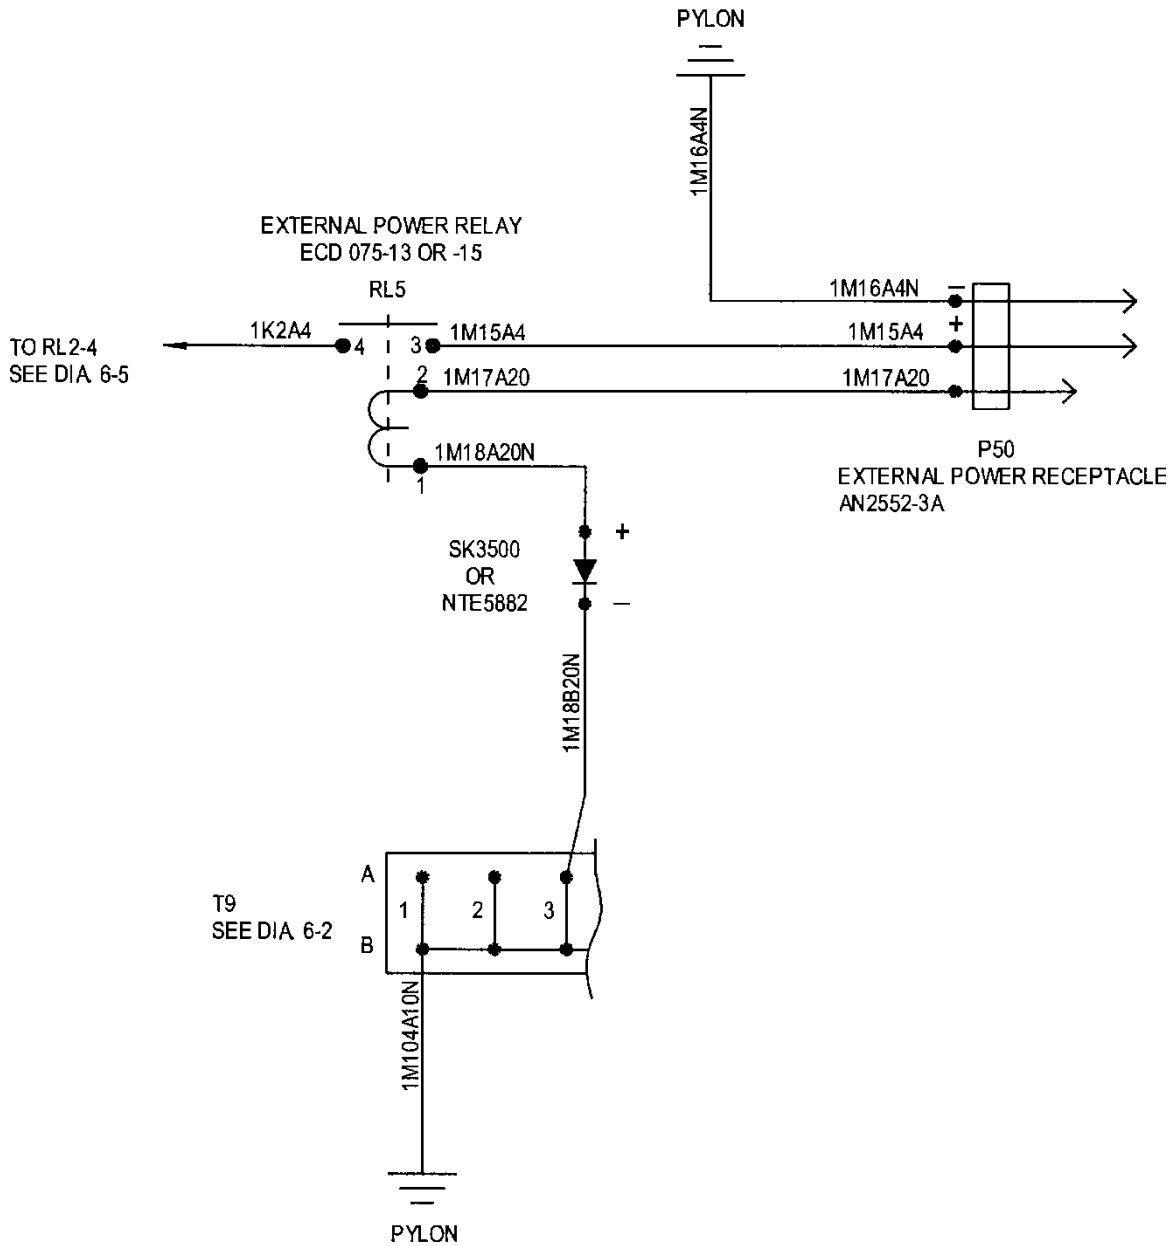 PYLON
1M16A4N
EXTERNAL POWER RELAY
ECD 075-13 OR -15
RL5
1M16A4N
−
+
1K2A4
4
3
1M15A4
1M15A4
TO RL2-4
SEE DIA. 6-5
2
1M17A20
1M17A20
1M18A20N
1
P50
EXTERNAL POWER RECEPTACLE
AN2552-3A
+
SK3500
OR
NTE5882
−
1M18B20N
A
T9
SEE DIA. 6-2
1
2
3
B
1M104A10N
PYLON